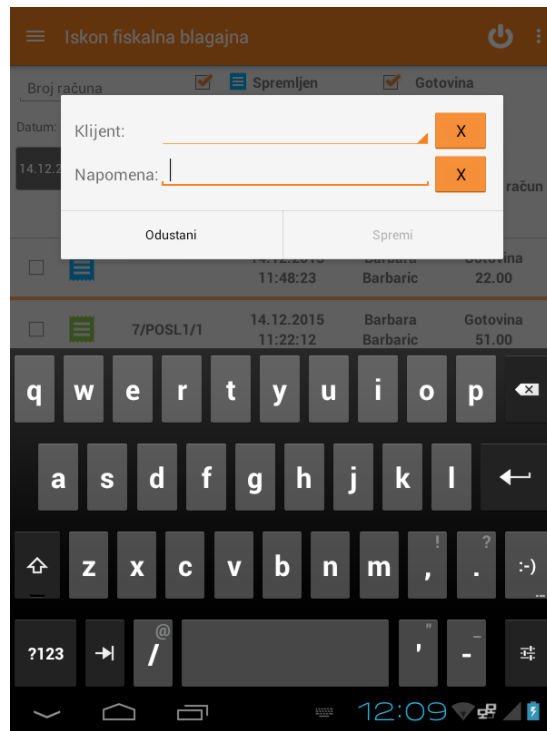 Iskon fiskalna blagajna
Broj računa
Spremljen
Gotovina
Datum:
14.12.2
račun
Klijent:
X
Napomena:
X
Odustani
Spremi
14.12.2015 Barbara Gotovina
11:48:23 Barbaric 22.00
7/POSL1/1 14.12.2015 Barbara Gotovina
11:22:12 Barbaric 51.00
q w e r t y u i o p
a s d f g h j k l
z x c v b n m ! , ? . :-)
?123 @ / " ' _ -
12:09